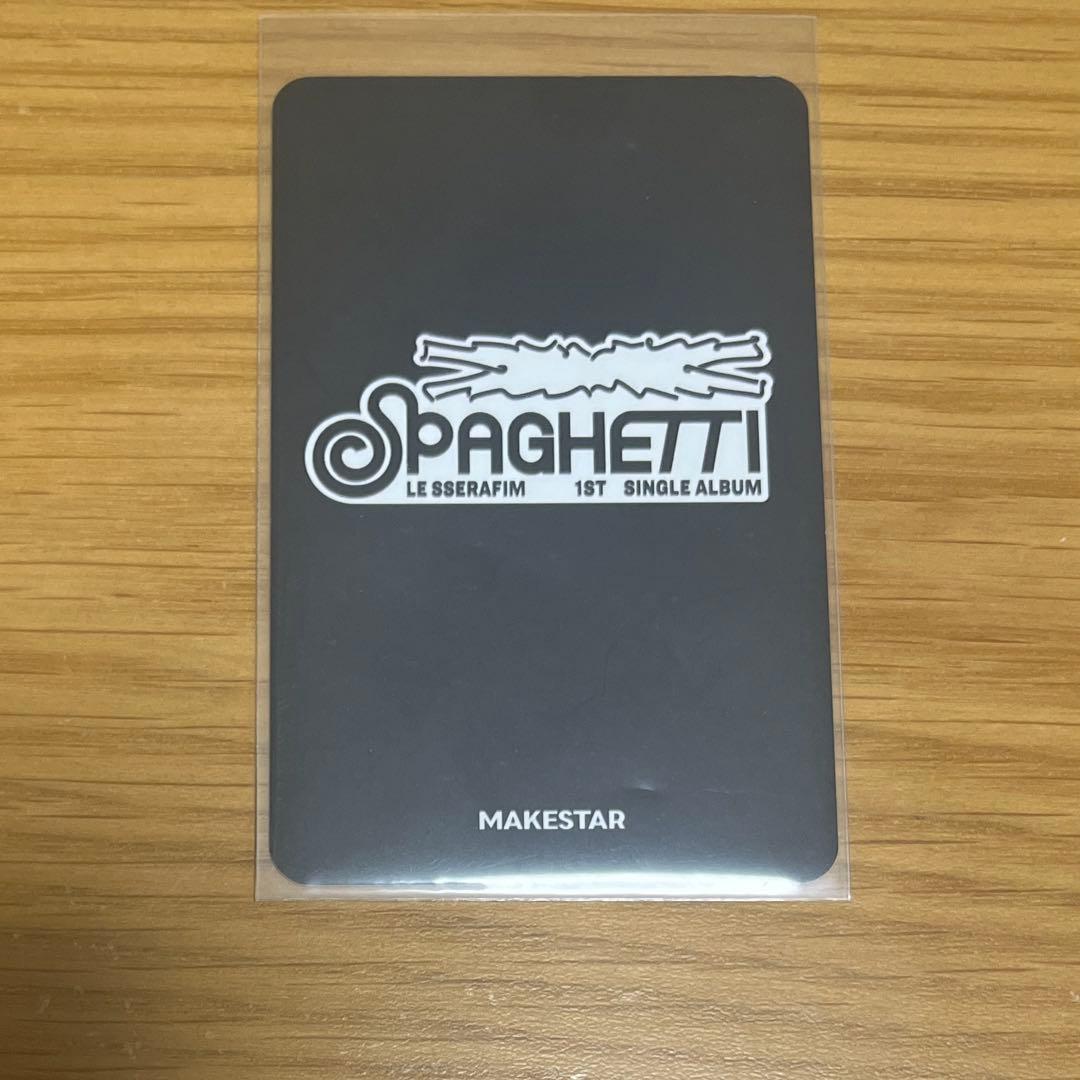 SPAGHETTI
LE SSERAFIM 1ST SINGLE ALBUM
MAKESTAR